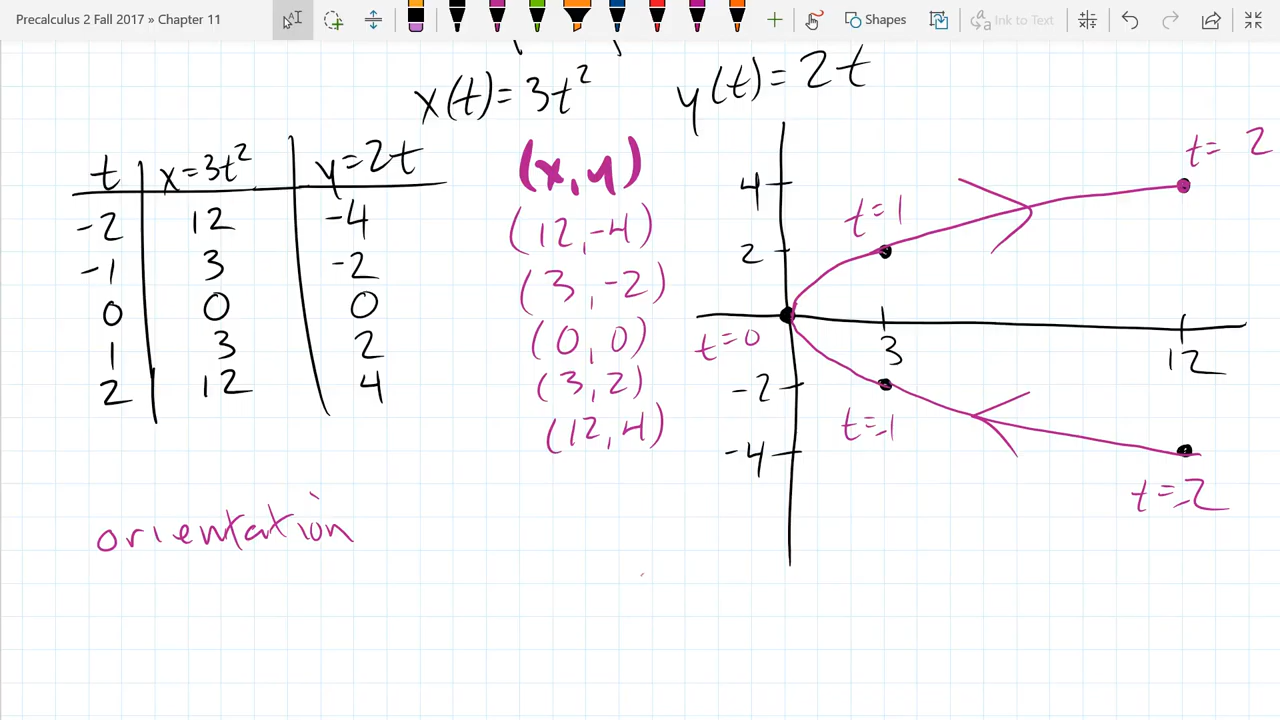 Precalculus 2 Fall 2017 » Chapter 11
Shapes
Ink to Text
x(t)=3t² y(t)=2t
t x=3t² y=2t (x,y)
-2 12 -4 (12,-4)
-1 3 -2 (3,-2)
0 0 0 (0,0)
1 3 2 (3,2)
2 12 4 (12,4)
t=2
4
t=1
2
t=0
3
12
-2
t=-1
-4
t=-2
orientation